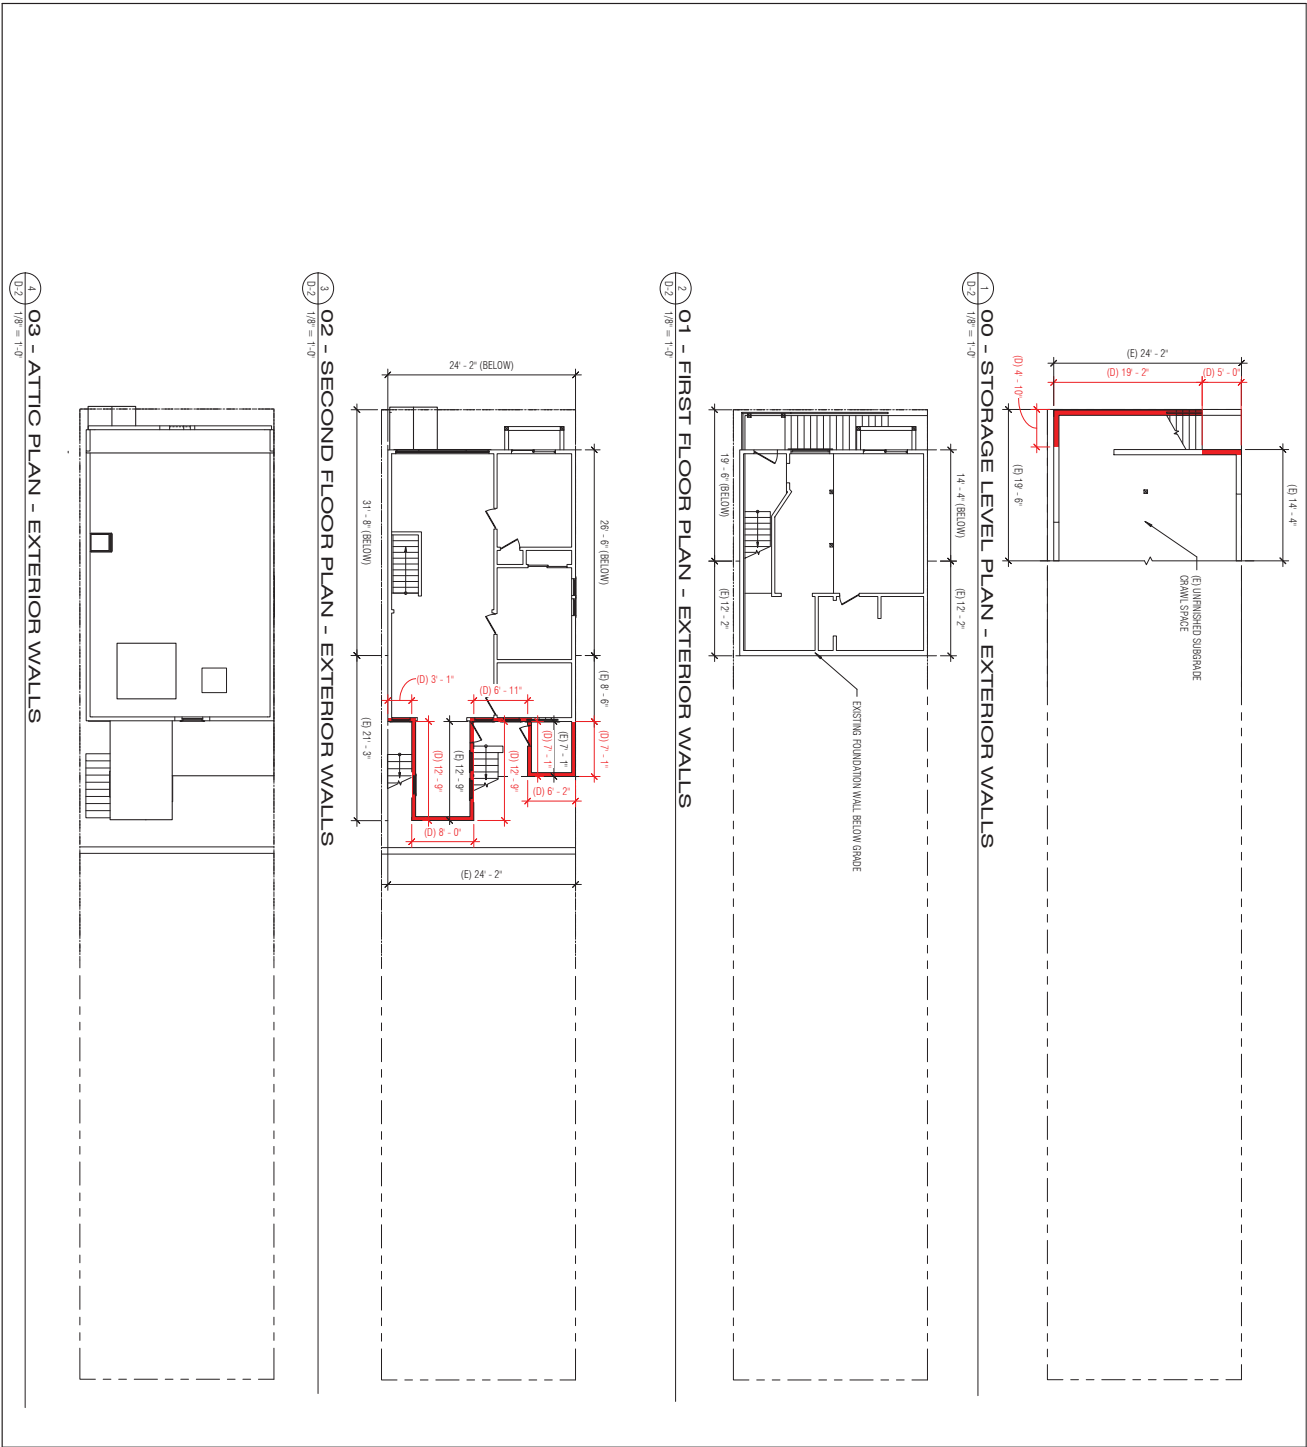 1
D-2
00 - STORAGE LEVEL PLAN - EXTERIOR WALLS
1/8" = 1'-0"
(E) 24' - 2"
(D) 19' - 2"
(D) 5' - 0"
(D) 4' - 10"
(E) 19' - 6"
(E) 14' - 4"
(E) UNFINISHED SUBGRADE
CRAWL SPACE
2
D-2
01 - FIRST FLOOR PLAN - EXTERIOR WALLS
1/8" = 1'-0"
19' - 6" (BELOW)
(E) 12' - 2"
14' - 4" (BELOW)
(E) 12' - 2"
EXISTING FOUNDATION WALL BELOW GRADE
3
D-2
02 - SECOND FLOOR PLAN - EXTERIOR WALLS
1/8" = 1'-0"
24' - 2" (BELOW)
31' - 8" (BELOW)
(E) 21' - 3"
26' - 6" (BELOW)
(E) 8' - 6"
(D) 7' - 1"
(D) 3' - 1"
(D) 6' - 11"
(D) 12' - 9"
(E) 12' - 9"
(D) 12' - 9"
(D) 7' - 1"
(E) 7' - 1"
(D) 6' - 2"
(D) 8' - 0"
(E) 24' - 2"
4
D-2
03 - ATTIC PLAN - EXTERIOR WALLS
1/8" = 1'-0"